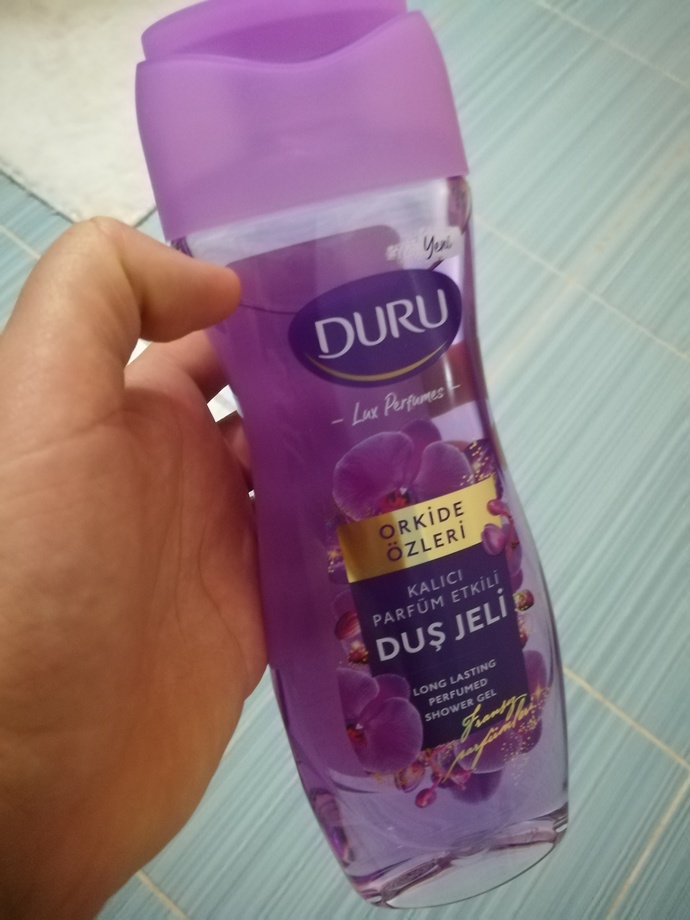 Yeni
DURU
– Lux Perfumes –
ORKİDE
ÖZLERİ
KALICI
PARFÜM ETKİLİ
DUŞ JELİ
LONG LASTING
PERFUMED
SHOWER GEL